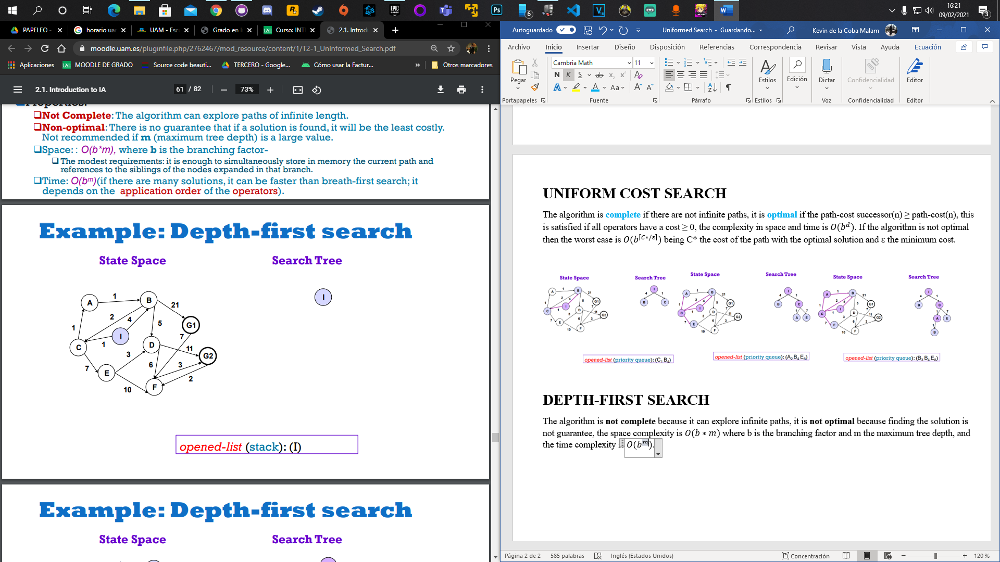 16:21
09/02/2021
6
3
PAPELEO -
horario ua
UAM - Esc
Grado en I
Curso: INT
2.1. Introdu
moodle.uam.es/pluginfile.php/2762467/mod_resource/content/1/T2-1_UnInformed_Search.pdf
Aplicaciones
MOODLE DE GRADO
Source code beauti...
TERCERO - Google...
Cómo usar la Factur...
»
Otros marcadores
2.1. Introduction to IA
61 / 82
73%
Properties:
Not Complete: The algorithm can explore paths of infinite length.
Non-optimal: There is no guarantee that if a solution is found, it will be the least costly.
Not recommended if m (maximum tree depth) is a large value.
Space: : O(b*m), where b is the branching factor-
The modest requirements: it is enough to simultaneously store in memory the current path and
references to the siblings of the nodes expanded in that branch.
Time: O(bᵐ)(if there are many solutions, it can be faster than breath-first search; it
depends on the application order of the operators).
Example: Depth-first search
State Space
Search Tree
A
1
B
21
I
2
4
5
G1
1
I
7
C
1
D
11
G2
3
7
E
6
3
10
F
2
opened-list (stack): (I)
Example: Depth-first search
State Space
Search Tree
Autoguardado
Uniformed Search - Guardando...
Kevin de la Coba Malam
Archivo
Inicio
Insertar
Diseño
Disposición
Referencias
Correspondencia
Revisar
Vista
Ayuda
Ecuación
Pegar
Cambria Math
11
N K S ab x₂ x²
A
Aa
Estilos
Edición
Dictar
Confidencialidad
Editor
Portapapeles
Fuente
Párrafo
Estilos
Voz
Confidencialidad
Editor
UNIFORM COST SEARCH
The algorithm is complete if there are not infinite paths, it is optimal if the path-cost successor(n) ≥ path-cost(n), this
is satisfied if all operators have a cost ≥ 0, the complexity in space and time is O(bᵈ). If the algorithm is not optimal
then the worst case is O(b^⌈C*/ε⌉) being C* the cost of the path with the optimal solution and ε the minimum cost.
State Space
Search Tree
State Space
Search Tree
State Space
Search Tree
opened-list (priority queue): (C₁ B₄)
opened-list (priority queue): (A₂ B₄ E₈)
opened-list (priority queue): (B₃ B₄ E₈)
DEPTH-FIRST SEARCH
The algorithm is not complete because it can explore infinite paths, it is not optimal because finding the solution is
not guarantee, the space complexity is O(b * m) where b is the branching factor and m the maximum tree depth, and
the time complexity O(bᵐ).
Página 2 de 2
585 palabras
Inglés (Estados Unidos)
Concentración
120 %